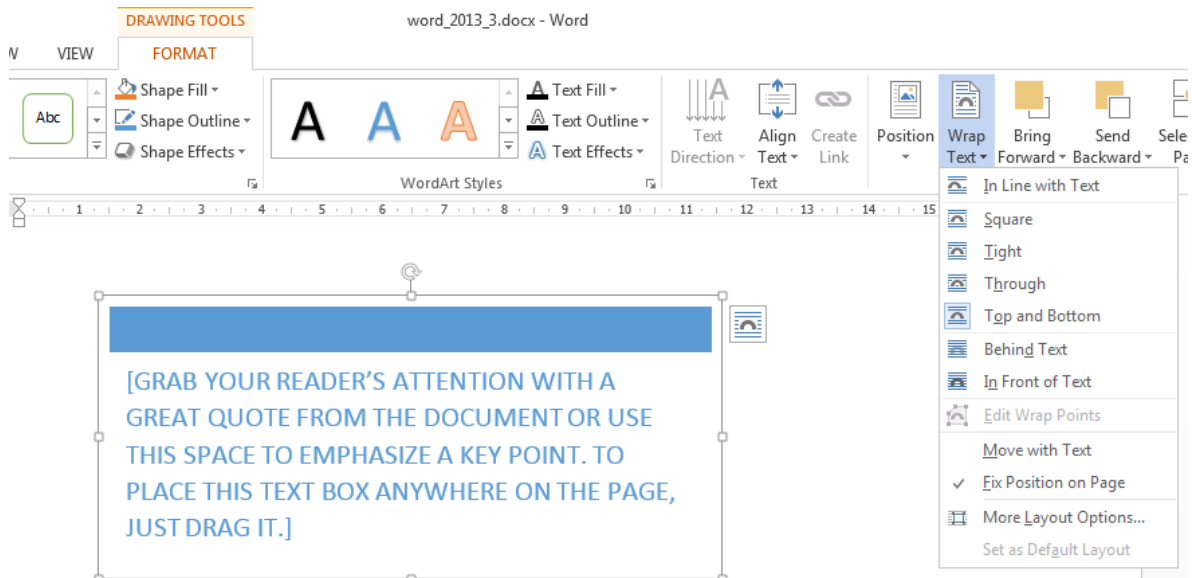 DRAWING TOOLS
word_2013_3.docx - Word
W VIEW FORMAT
Abc
Shape Fill
Shape Outline
Shape Effects
A A A
WordArt Styles
A Text Fill
A Text Outline
A Text Effects
Text Direction
Align Text
Create Link
Text
Position
Wrap Text
Bring Forward
Send Backward
Sele
Pa
1 2 3 4 5 6 7 8 9 10 11 12 13 14 15
In Line with Text
Square
Tight
Through
Top and Bottom
Behind Text
In Front of Text
Edit Wrap Points
Move with Text
Fix Position on Page
More Layout Options...
Set as Default Layout
[GRAB YOUR READER’S ATTENTION WITH A
GREAT QUOTE FROM THE DOCUMENT OR USE
THIS SPACE TO EMPHASIZE A KEY POINT. TO
PLACE THIS TEXT BOX ANYWHERE ON THE PAGE,
JUST DRAG IT.]